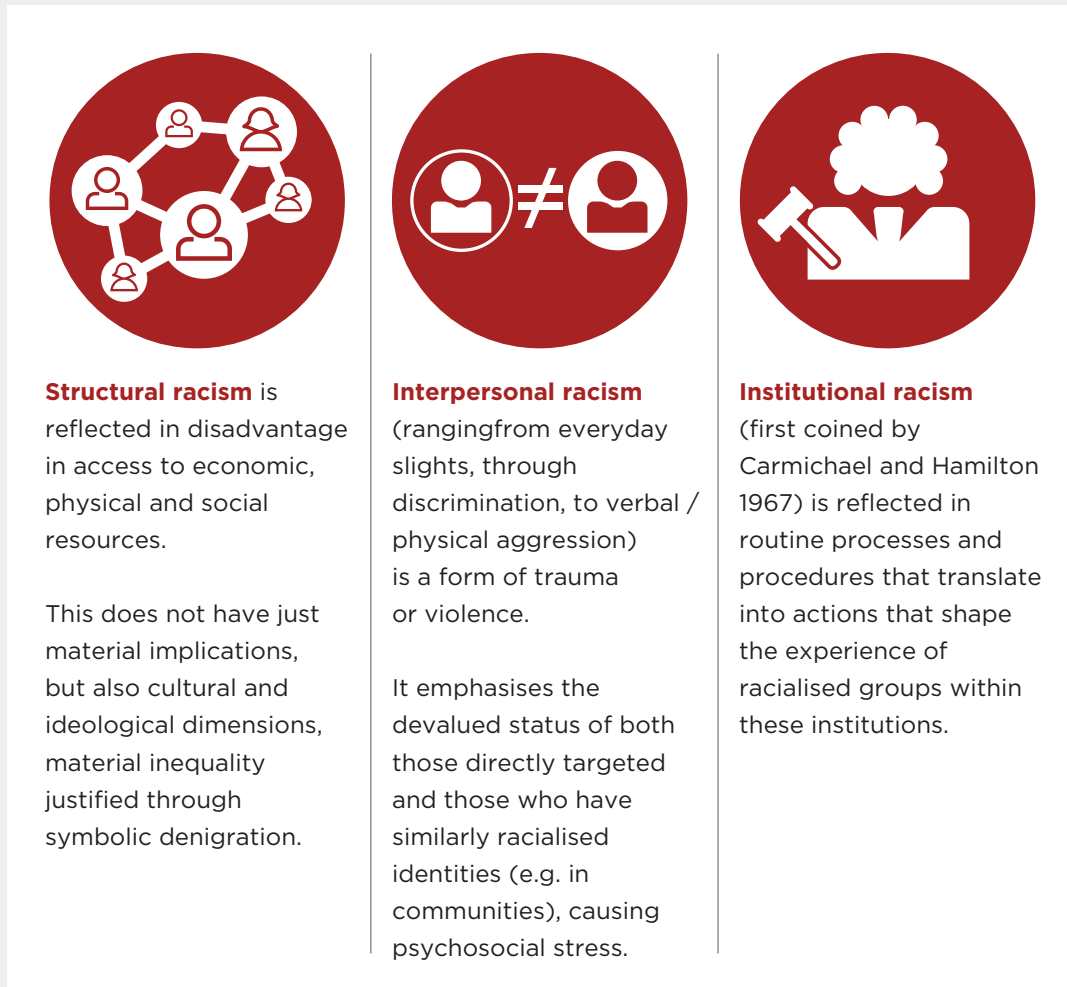 Structural racism is
reflected in disadvantage
in access to economic,
physical and social
resources.
This does not have just
material implications,
but also cultural and
ideological dimensions,
material inequality
justified through
symbolic denigration.
Interpersonal racism
(rangingfrom everyday
slights, through
discrimination, to verbal /
physical aggression)
is a form of trauma
or violence.
It emphasises the
devalued status of both
those directly targeted
and those who have
similarly racialised
identities (e.g. in
communities), causing
psychosocial stress.
Institutional racism
(first coined by
Carmichael and Hamilton
1967) is reflected in
routine processes and
procedures that translate
into actions that shape
the experience of
racialised groups within
these institutions.